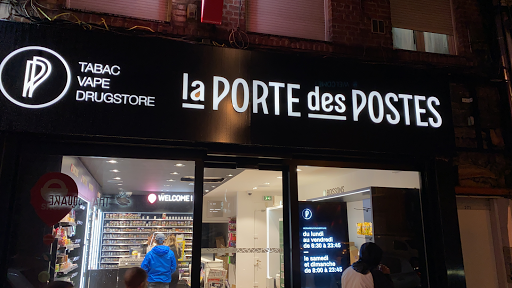 TABAC
VAPE
DRUGSTORE
la PORTE des POSTES
WELCOME
du lundi
au vendredi
de 6:30 à 22:45
le samedi
et dimanche
de 8:00 à 22:45